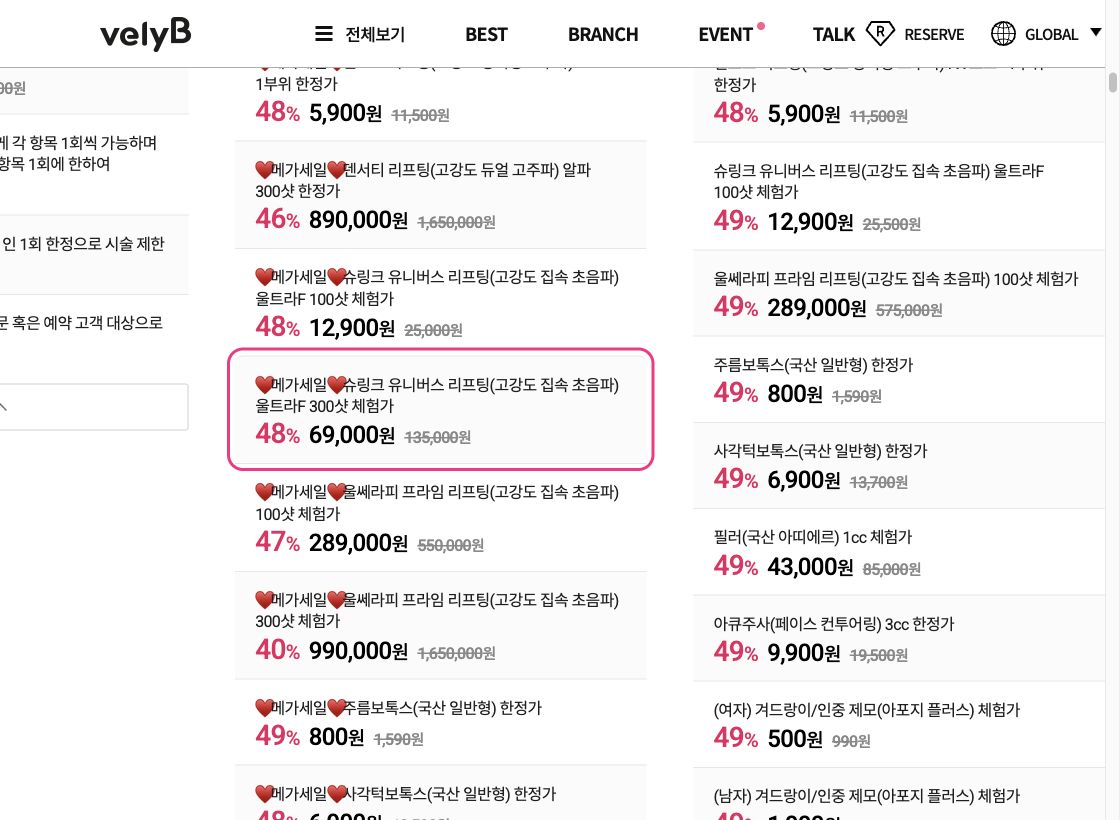 velyB
전체보기
BEST
BRANCH
EVENT
TALK
RESERVE
GLOBAL
00원
게 각 항목 1회씩 가능하며
항목 1회에 한하여
인 1회 한정으로 시술 제한
문 혹은 예약 고객 대상으로
1부위 한정가
48% 5,900원 11,500원
❤️메가세일❤️덴서티 리프팅(고강도 듀얼 고주파) 알파
300샷 한정가
46% 890,000원 1,650,000원
❤️메가세일❤️슈링크 유니버스 리프팅(고강도 집속 초음파)
울트라F 100샷 체험가
48% 12,900원 25,000원
❤️메가세일❤️슈링크 유니버스 리프팅(고강도 집속 초음파)
울트라F 300샷 체험가
48% 69,000원 135,000원
❤️메가세일❤️울쎄라피 프라임 리프팅(고강도 집속 초음파)
100샷 체험가
47% 289,000원 550,000원
❤️메가세일❤️울쎄라피 프라임 리프팅(고강도 집속 초음파)
300샷 체험가
40% 990,000원 1,650,000원
❤️메가세일❤️주름보톡스(국산 일반형) 한정가
49% 800원 1,590원
❤️메가세일❤️사각턱보톡스(국산 일반형) 한정가
한정가
48% 5,900원 11,500원
슈링크 유니버스 리프팅(고강도 집속 초음파) 울트라F
100샷 체험가
49% 12,900원 25,500원
울쎄라피 프라임 리프팅(고강도 집속 초음파) 100샷 체험가
49% 289,000원 575,000원
주름보톡스(국산 일반형) 한정가
49% 800원 1,590원
사각턱보톡스(국산 일반형) 한정가
49% 6,900원 13,700원
필러(국산 아띠에르) 1cc 체험가
49% 43,000원 85,000원
아큐주사(페이스 컨투어링) 3cc 한정가
49% 9,900원 19,500원
(여자) 겨드랑이/인중 제모(아포지 플러스) 체험가
49% 500원 990원
(남자) 겨드랑이/인중 제모(아포지 플러스) 체험가